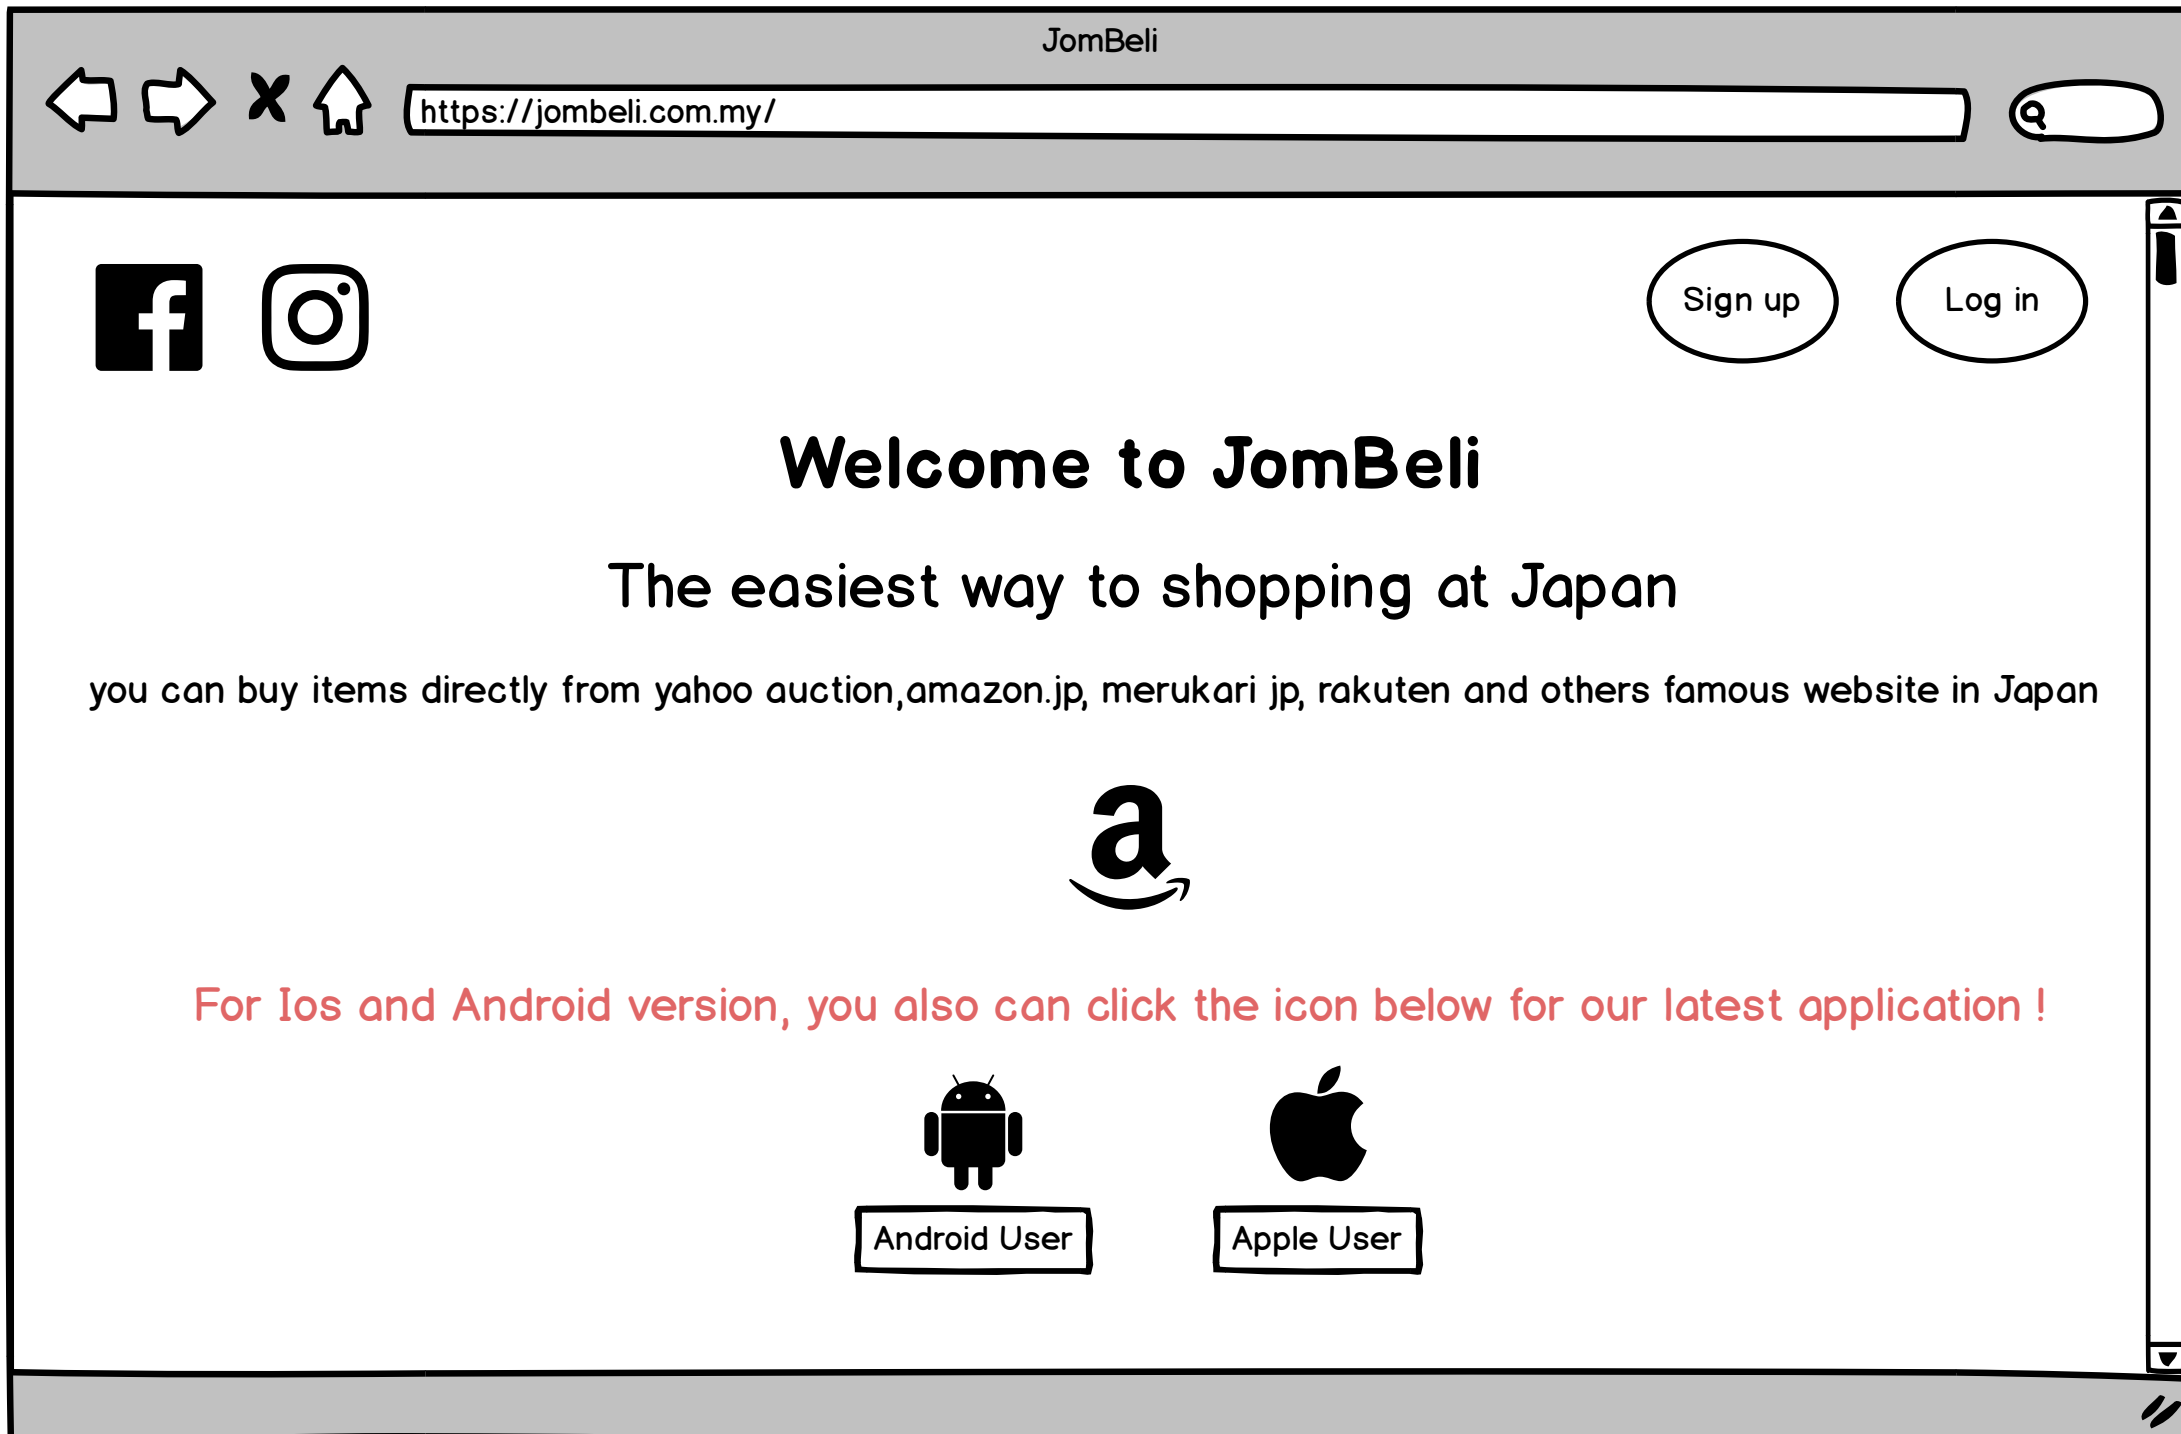 JomBeli
https://jombeli.com.my/
Sign up
Log in
Welcome to JomBeli
The easiest way to shopping at Japan
you can buy items directly from yahoo auction,amazon.jp, merukari jp, rakuten and others famous website in Japan
For Ios and Android version, you also can click the icon below for our latest application !
Android User
Apple User